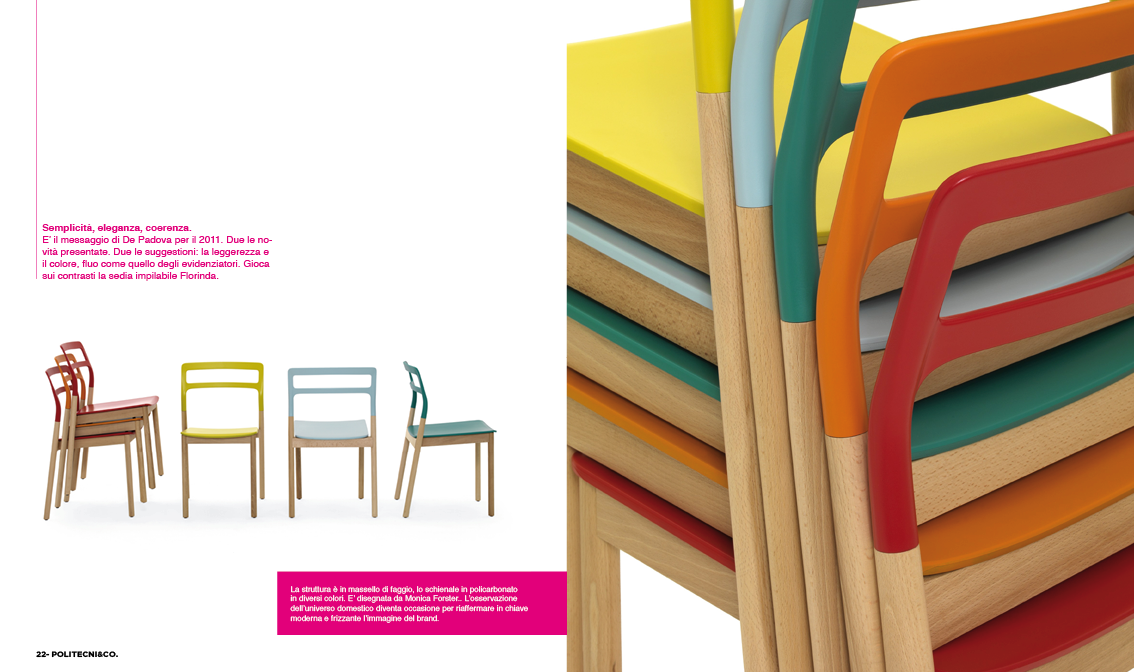 Semplicità, eleganza, coerenza.
E' il messaggio di De Padova per il 2011. Due le no-
vità presentate. Due le suggestioni: la leggerezza e
il colore, fluo come quello degli evidenziatori. Gioca
sui contrasti la sedia impilabile Florinda.
La struttura è in massello di faggio, lo schienale in policarbonato
in diversi colori. E' disegnata da Monica Forster.. L'osservazione
dell'universo domestico diventa occasione per riaffermare in chiave
moderna e frizzante l'immagine del brand.
22- POLITECNI&CO.